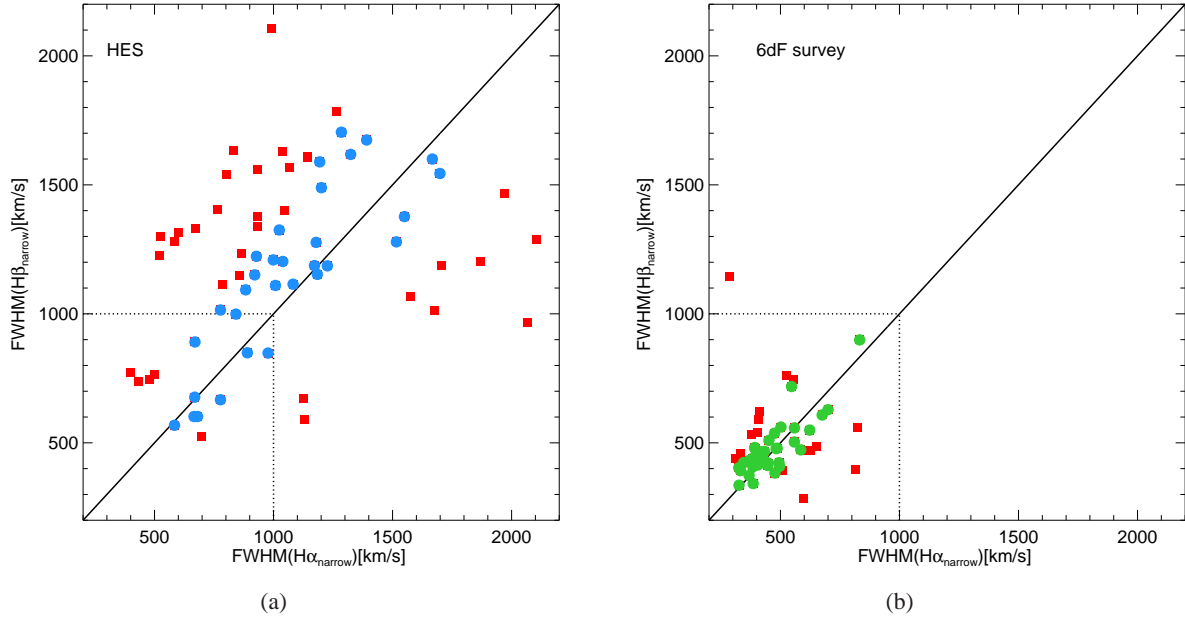 HES
2000
1500
1000
500
500 1000 1500 2000
FWHM(Hβnarrow)[km/s]
FWHM(Hαnarrow)[km/s]
(a)
6dF survey
2000
1500
1000
500
500 1000 1500 2000
FWHM(Hβnarrow)[km/s]
FWHM(Hαnarrow)[km/s]
(b)